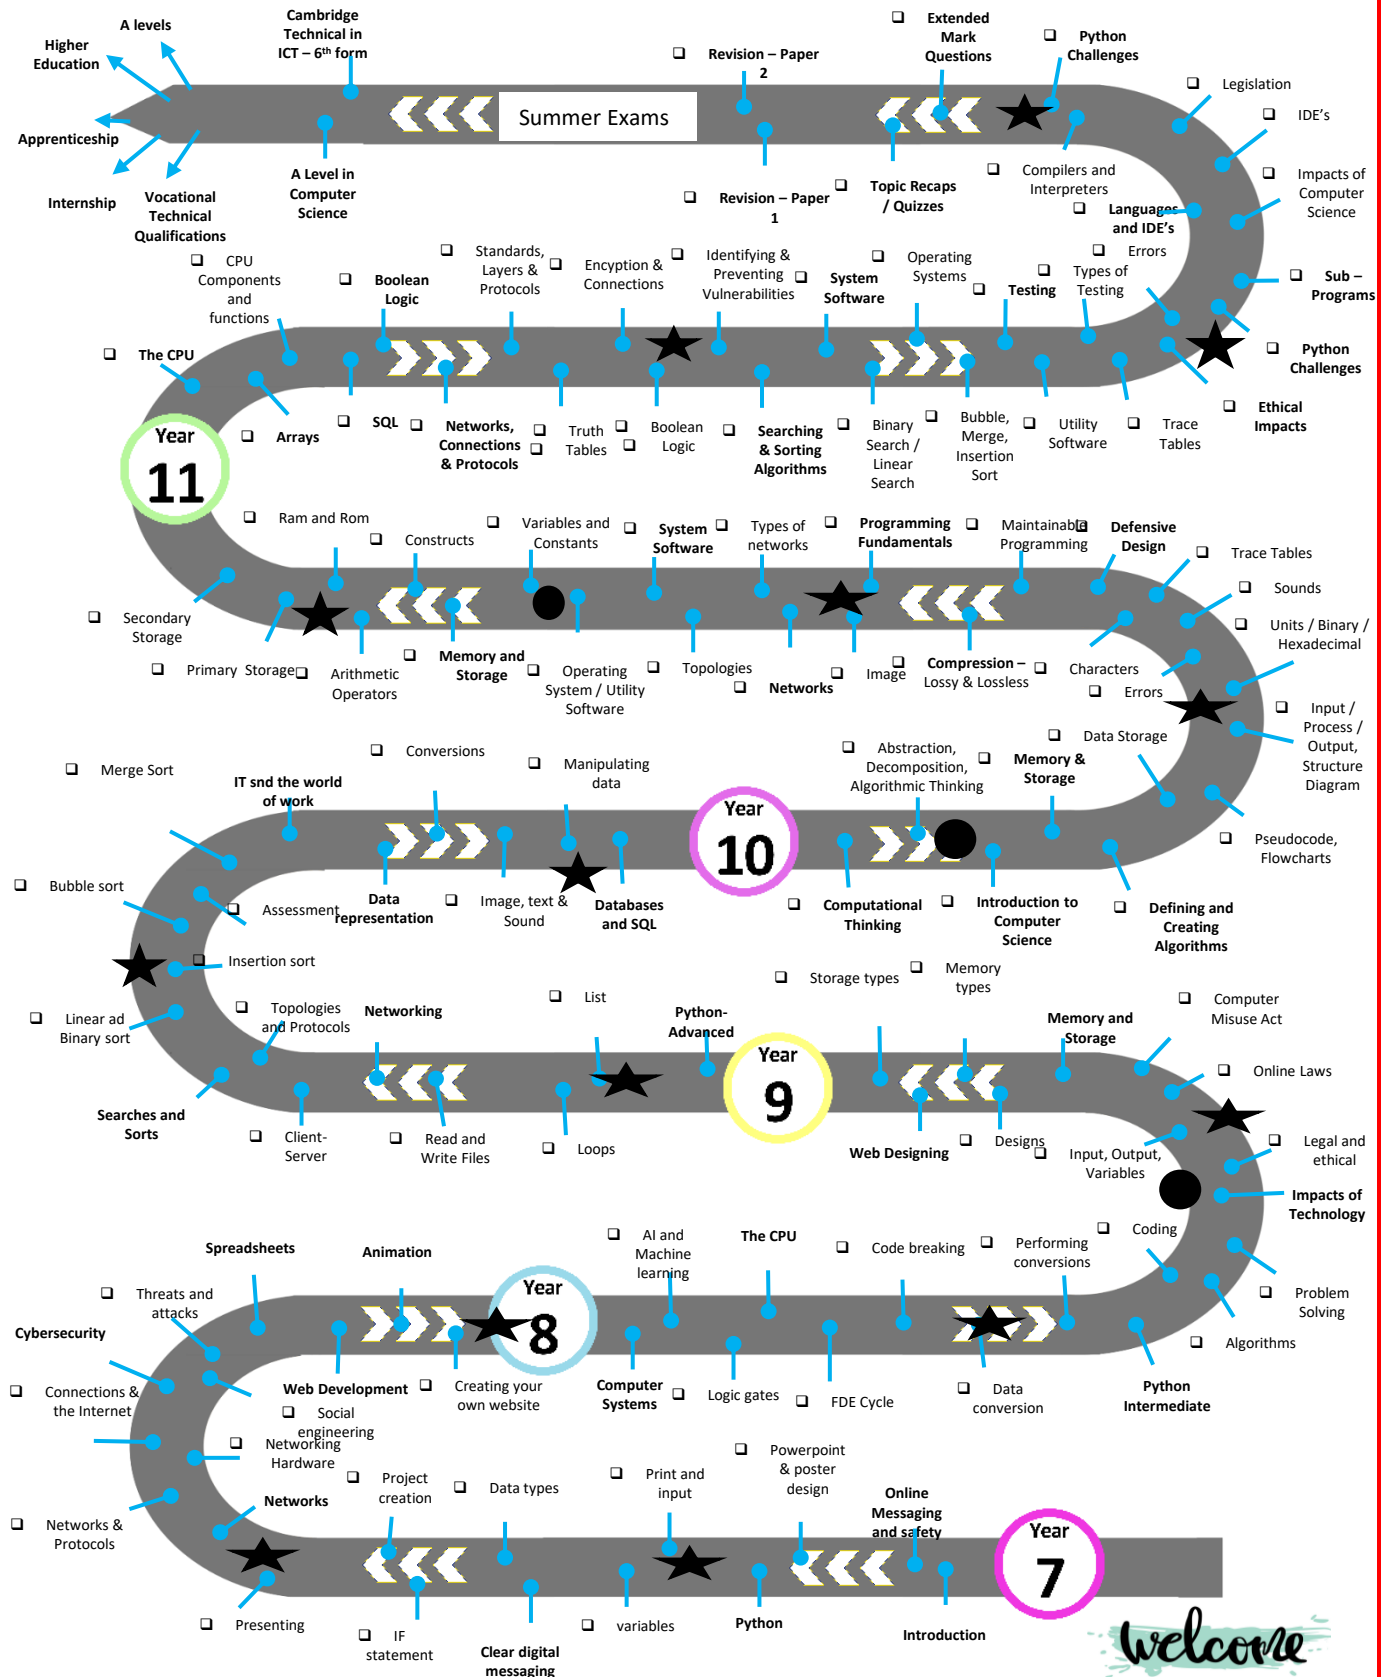 A levels
Higher
Education
Apprenticeship
Internship
Vocational
Technical
Qualifications
Cambridge
Technical in
ICT – 6th form
A Level in
Computer
Science
Summer Exams
❑ Revision – Paper
2
❑ Revision – Paper
1
❑ Extended
Mark
Questions
❑ Topic Recaps
/ Quizzes
❑ Python
Challenges
❑ Compilers and
Interpreters
❑ Legislation
❑ IDE's
❑ Impacts of
Computer
Science
❑ Languages
and IDE's
❑ Sub –
Programs
❑ Python
Challenges
❑ Ethical
Impacts
❑ Errors
❑ Types of
Testing
❑ Testing
❑ Operating
Systems
❑ System
Software
❑ Identifying &
Preventing
Vulnerabilities
❑ Encyption &
Connections
❑ Standards,
Layers &
Protocols
❑ Boolean
Logic
❑ CPU
Components
and
functions
❑ The CPU
❑ Arrays
❑ SQL
❑ Networks,
Connections
& Protocols
❑ Truth
❑ Tables
❑ Boolean
❑ Logic
❑ Searching
& Sorting
Algorithms
❑ Binary
Search /
Linear
Search
❑ Bubble,
Merge,
Insertion
Sort
❑ Utility
Software
❑ Trace
Tables
Year
11
❑ Ram and Rom
❑ Constructs
❑ Variables and
Constants
❑ System
Software
❑ Types of
networks
❑ Programming
Fundamentals
❑ Maintainable
Programming
❑ Defensive
Design
❑ Trace Tables
❑ Sounds
❑ Units / Binary /
Hexadecimal
❑ Secondary
Storage
❑ Primary Storage
❑ Arithmetic
Operators
❑ Memory and
Storage
❑ Operating
System / Utility
Software
❑ Topologies
❑ Networks
❑ Image
❑ Compression –
Lossy & Lossless
❑ Characters
❑ Errors
❑ Input /
Process /
Output,
Structure
Diagram
❑ Data Storage
❑ Memory &
Storage
❑ Abstraction,
Decomposition,
Algorithmic Thinking
❑ Manipulating
data
❑ Conversions
IT snd the world
of work
❑ Merge Sort
Year
10
❑ Pseudocode,
Flowcharts
❑ Defining and
Creating
Algorithms
❑ Introduction to
Computer
Science
❑ Computational
Thinking
Databases
and SQL
❑ Image, text &
Sound
Data
representation
❑ Assessment
❑ Bubble sort
❑ Insertion sort
❑ Linear ad
Binary sort
❑ Topologies
and Protocols
Networking
❑ List
Python-
Advanced
❑ Storage types
❑ Memory
types
Memory and
Storage
❑ Computer
Misuse Act
❑ Online Laws
Year
9
Searches and
Sorts
❑ Client-
Server
❑ Read and
Write Files
❑ Loops
Web Designing
❑ Designs
❑ Input, Output,
Variables
❑ Legal and
ethical
Impacts of
Technology
❑ Coding
❑ Problem
Solving
❑ Algorithms
❑ Performing
conversions
❑ Code breaking
The CPU
❑ AI and
Machine
learning
Animation
Spreadsheets
❑ Threats and
attacks
Cybersecurity
Year
8
❑ Connections &
the Internet
Web Development
❑ Creating your
own website
Computer
Systems
❑ Logic gates
❑ FDE Cycle
❑ Data
conversion
Python
Intermediate
❑ Social
engineering
❑ Networking
Hardware
Networks
❑ Networks &
Protocols
❑ Project
creation
❑ Data types
❑ Print and
input
❑ Powerpoint
& poster
design
Online
Messaging
and safety
Year
7
❑ Presenting
❑ IF
statement
Clear digital
messaging
❑ variables
Python
Introduction
welcome